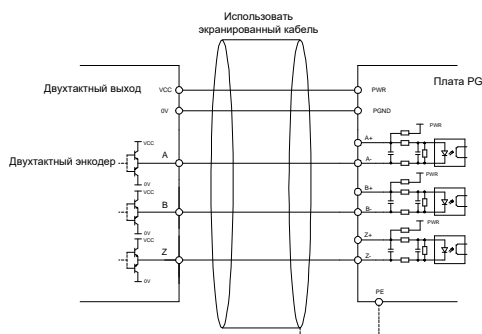 Использовать
экранированный кабель
Двухтактный выход
VCC
PWR
Плата PG
0V
PGND
A+
PWR
VCC
Двухтактный энкодер
A
A-
0V
B+
PWR
VCC
B
B-
0V
Z+
PWR
VCC
Z
Z-
0V
PE